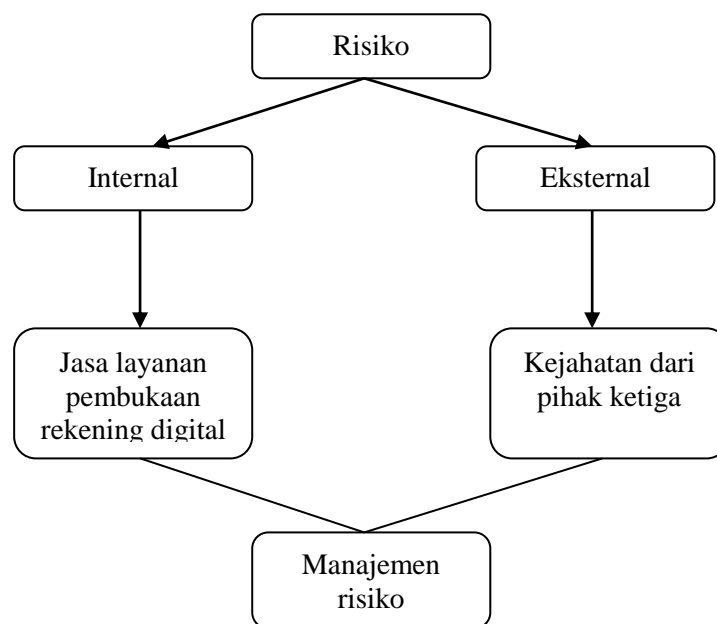 Risiko
Internal
Eksternal
Jasa layanan
pembukaan
rekening digital
Kejahatan dari
pihak ketiga
Manajemen
risiko